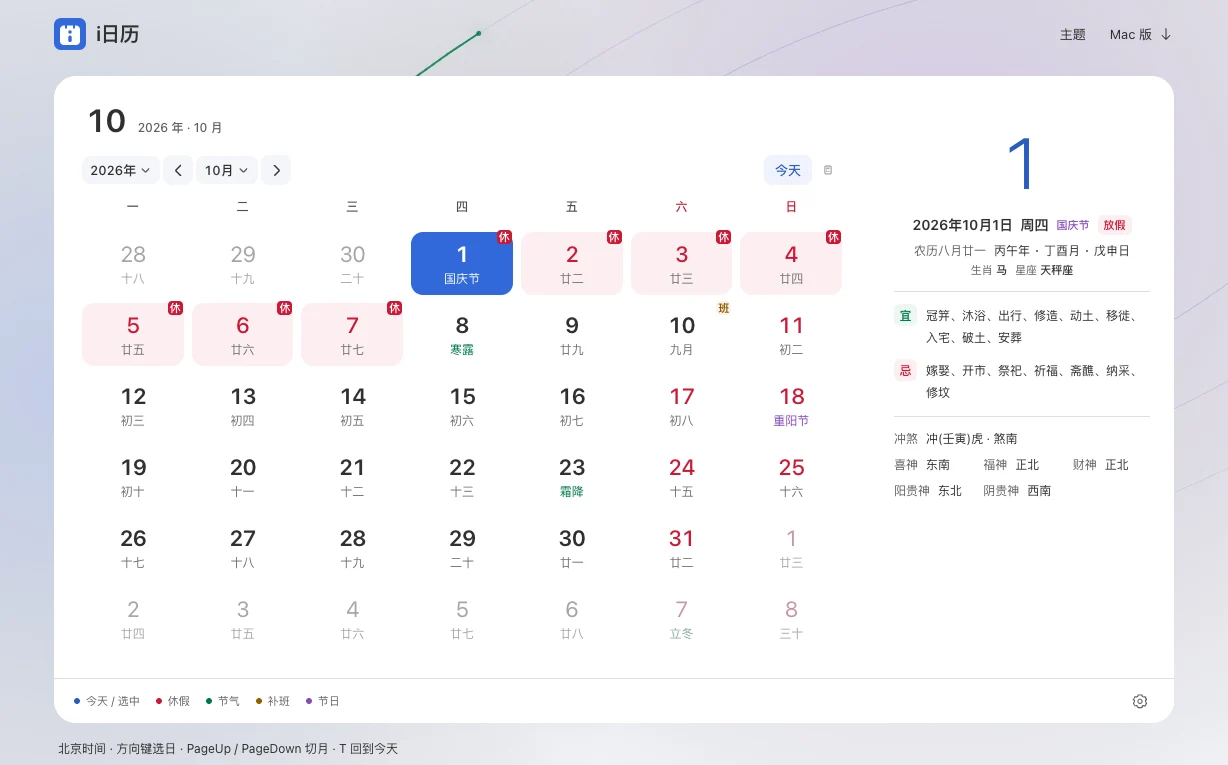 i日历
主题 Mac 版 ↓
10 2026 年 · 10 月
2026年 10月 今天
一 二 三 四 五 六 日
28 29 30 1 休 2 休 3 休 4 休
十八 十九 二十 国庆节 廿二 廿三 廿四
5 休 6 休 7 休 8 9 10 班 11
廿五 廿六 廿七 寒露 廿九 九月 初二
12 13 14 15 16 17 18
初三 初四 初五 初六 初七 初八 重阳节
19 20 21 22 23 24 25
初十 十一 十二 十三 霜降 十五 十六
26 27 28 29 30 31 1
十七 十八 十九 二十 廿一 廿二 廿三
2 3 4 5 6 7 8
廿四 廿五 廿六 廿七 廿八 立冬 三十
1
2026年10月1日 周四 国庆节 放假
农历八月廿一 丙午年 · 丁酉月 · 戊申日
生肖 马 星座 天秤座
宜 冠笄、沐浴、出行、修造、动土、移徙、
入宅、破土、安葬
忌 嫁娶、开市、祭祀、祈福、斋醮、纳采、
修坟
冲煞 冲(壬寅)虎 · 煞南
喜神 东南 福神 正北 财神 正北
阳贵神 东北 阴贵神 西南
今天 / 选中 休假 节气 补班 节日
北京时间 · 方向键选日 · PageUp / PageDown 切月 · T 回到今天